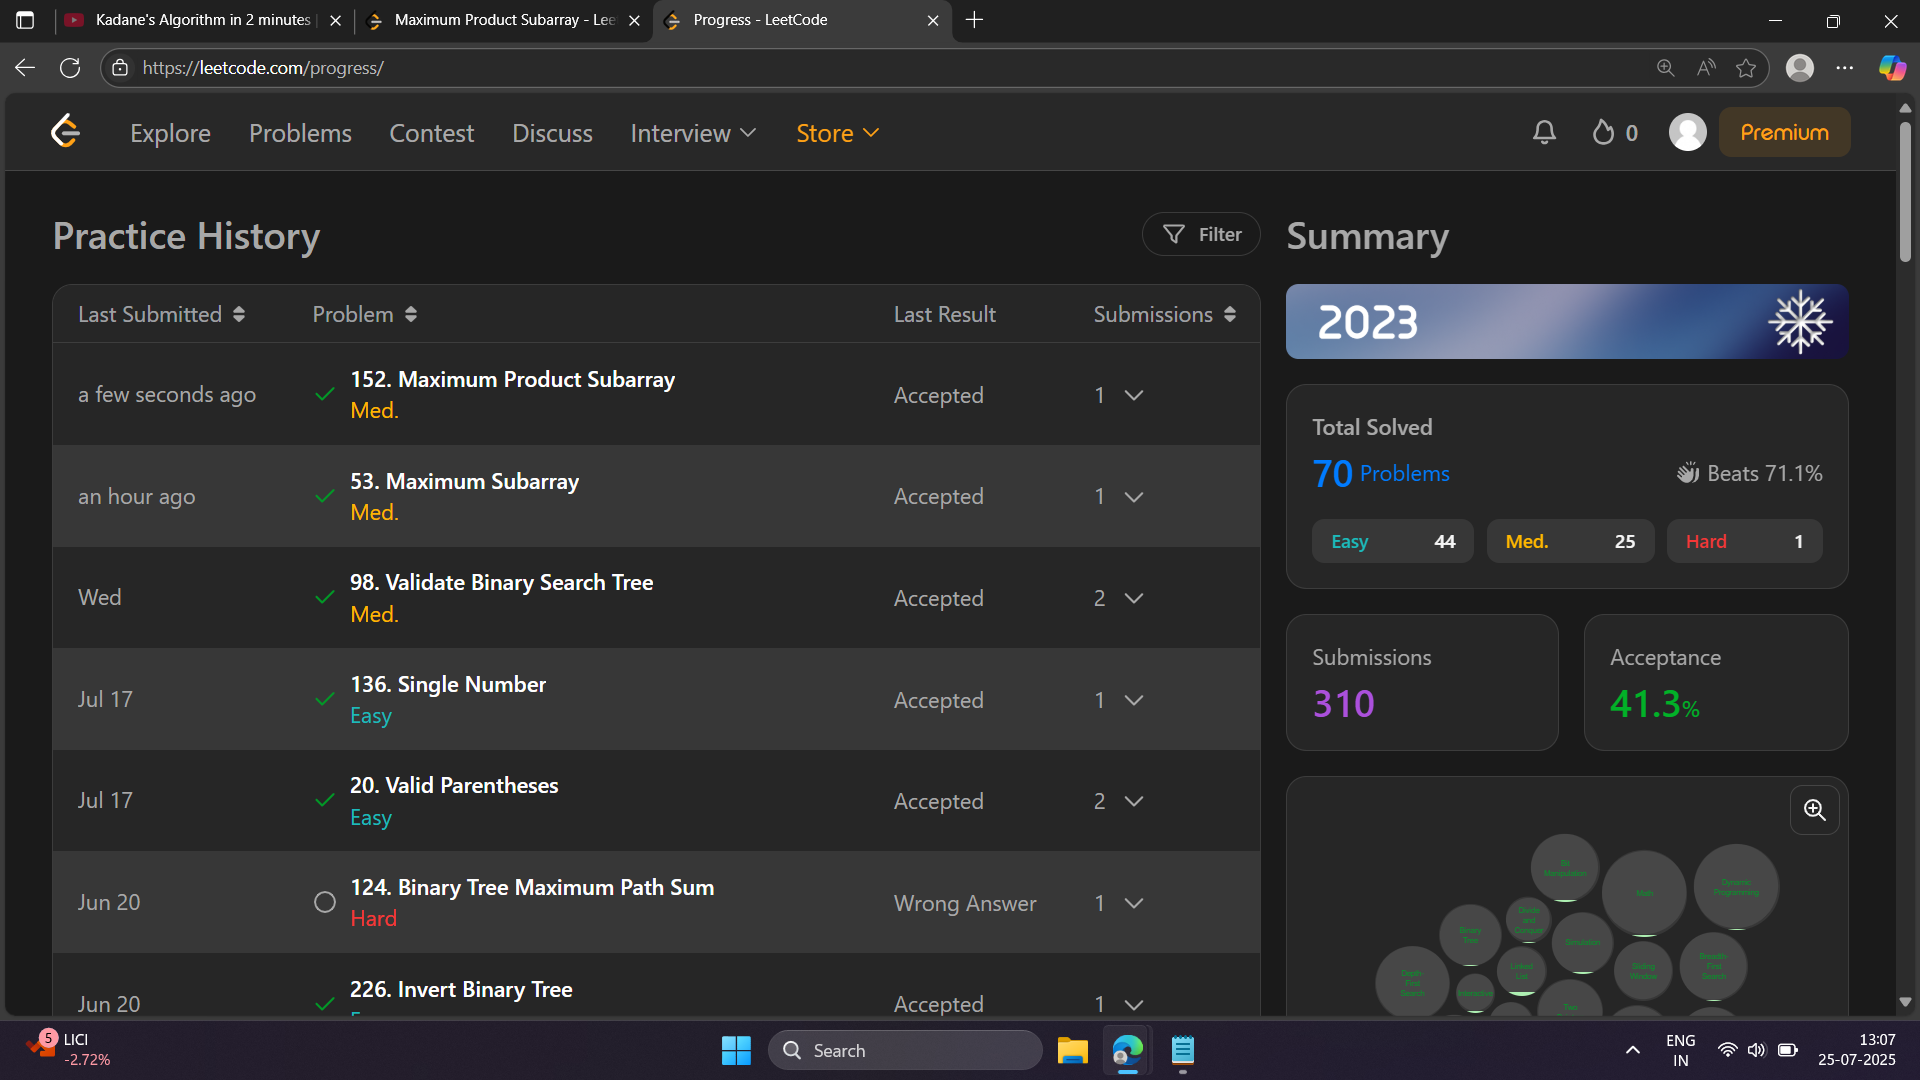 Kadane's Algorithm in 2 minutes
Maximum Product Subarray - Lee
Progress - LeetCode
https://leetcode.com/progress/
Explore
Problems
Contest
Discuss
Interview
Store
0
Premium
Practice History
Filter
Last Submitted
Problem
Last Result
Submissions
a few seconds ago
152. Maximum Product Subarray
Med.
Accepted
1
an hour ago
53. Maximum Subarray
Med.
Accepted
1
Wed
98. Validate Binary Search Tree
Med.
Accepted
2
Jul 17
136. Single Number
Easy
Accepted
1
Jul 17
20. Valid Parentheses
Easy
Accepted
2
Jun 20
124. Binary Tree Maximum Path Sum
Hard
Wrong Answer
1
Jun 20
226. Invert Binary Tree
Accepted
1
Summary
2023
Total Solved
70 Problems
Beats 71.1%
Easy 44
Med. 25
Hard 1
Submissions
310
Acceptance
41.3%
Bit
Manipulation
Math
Dynamic
Programming
Divide
and
Conquer
Binary
Tree
Simulation
Linked
List
Sliding
Window
Breadth-
First
Search
Depth-
First
Search
Interactive
Two
5
LICI
-2.72%
Search
ENG
IN
13:07
25-07-2025